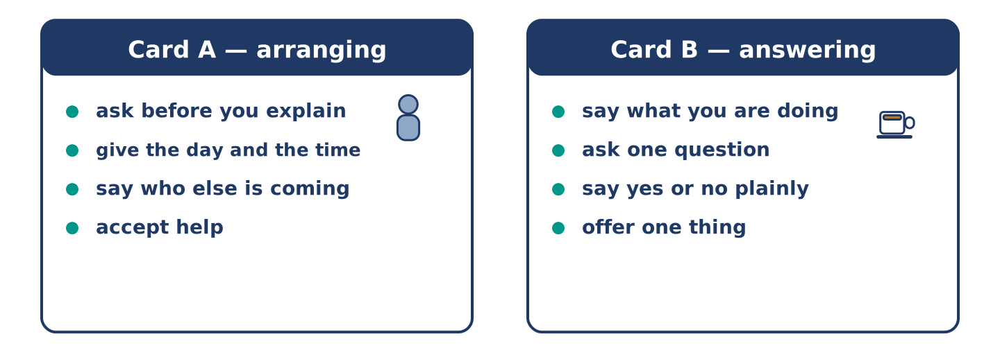 Card A — arranging
ask before you explain
give the day and the time
say who else is coming
accept help
Card B — answering
say what you are doing
ask one question
say yes or no plainly
offer one thing